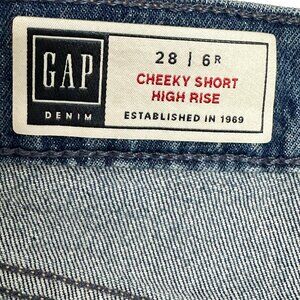 GAP
DENIM
28 | 6R
CHEEKY SHORT
HIGH RISE
ESTABLISHED IN 1969